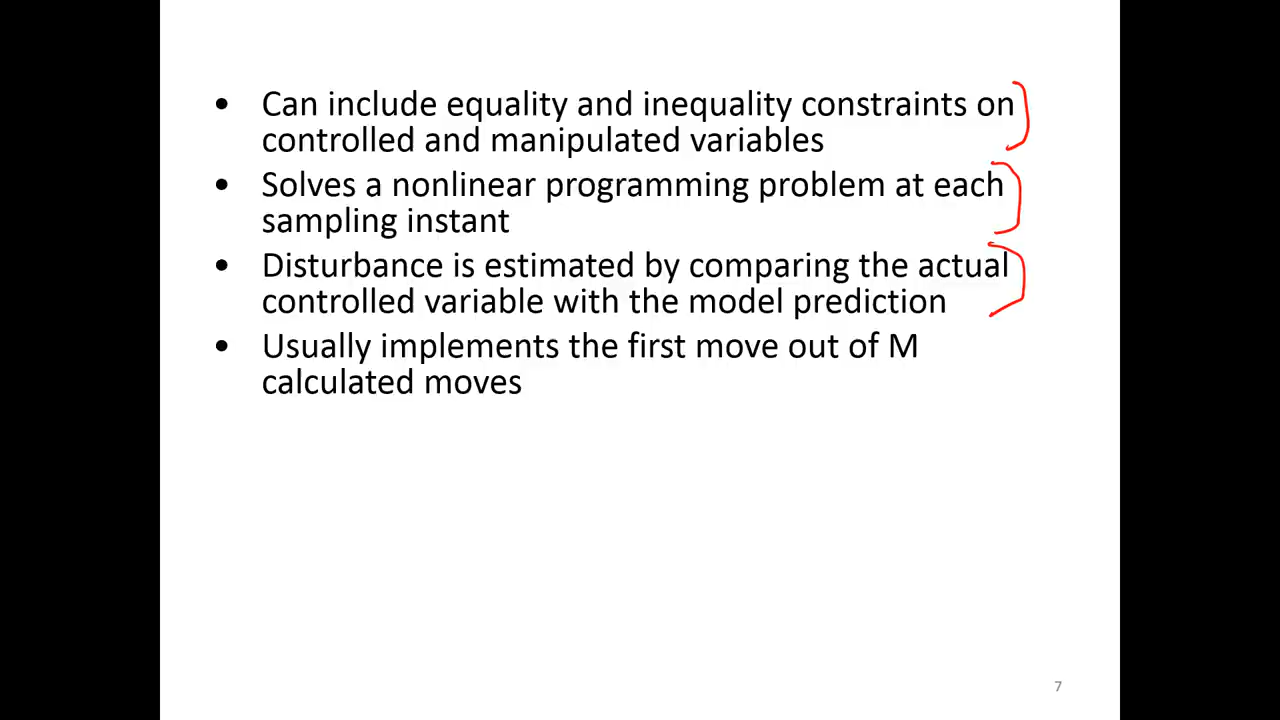 • Can include equality and inequality constraints on
controlled and manipulated variables
• Solves a nonlinear programming problem at each
sampling instant
• Disturbance is estimated by comparing the actual
controlled variable with the model prediction
• Usually implements the first move out of M
calculated moves
7